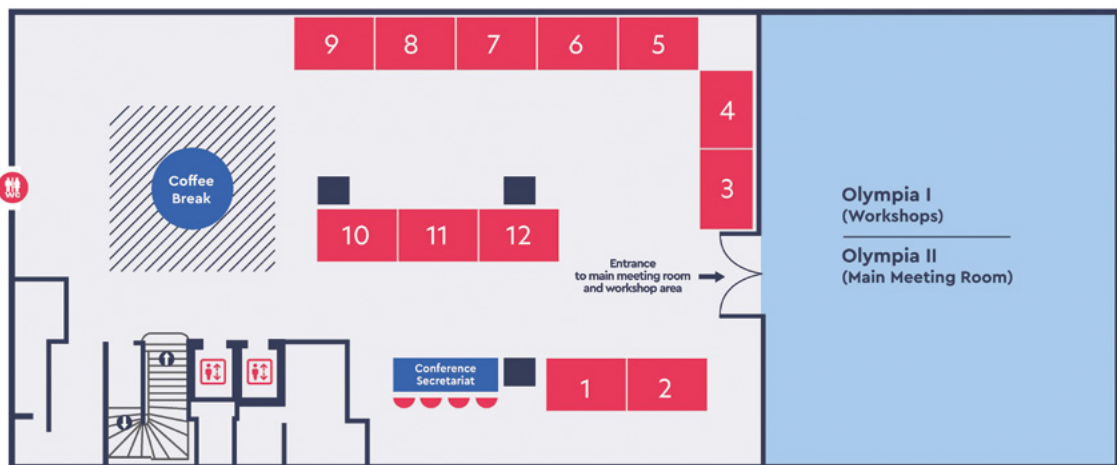 9 8 7 6 5
4
3
Coffee
Break
WC
10 11 12
Entrance
to main meeting room
and workshop area
Olympia I
(Workshops)
Olympia II
(Main Meeting Room)
Conference
Secretariat
1 2